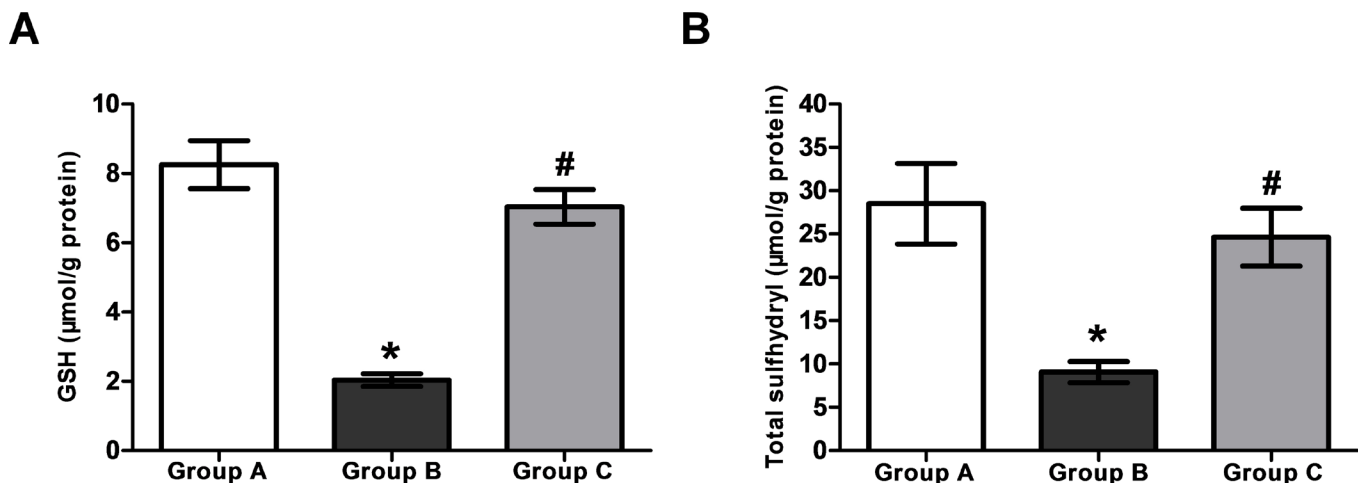 A
GSH (µmol/g protein)
10
8
6
4
2
0
*
#
Group A
Group B
Group C
B
Total sulfhydryl (µmol/g protein)
40
35
30
25
20
15
10
5
0
*
#
Group A
Group B
Group C